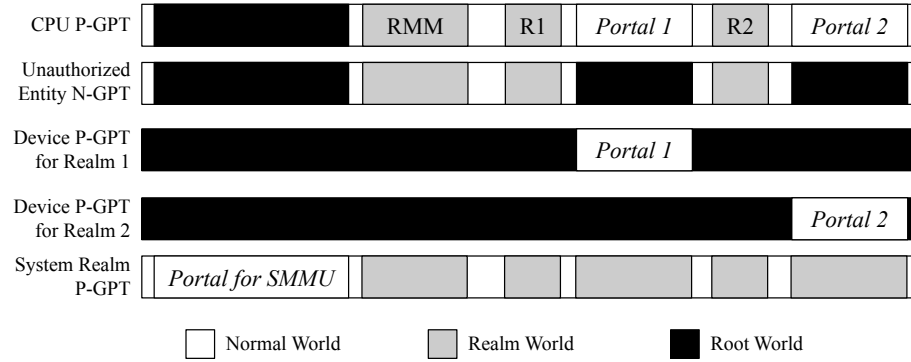 CPU P-GPT RMM R1 Portal 1 R2 Portal 2
Unauthorized
Entity N-GPT
Device P-GPT
for Realm 1
Portal 1
Device P-GPT
for Realm 2
Portal 2
System Realm
P-GPT
Portal for SMMU
Normal World Realm World Root World